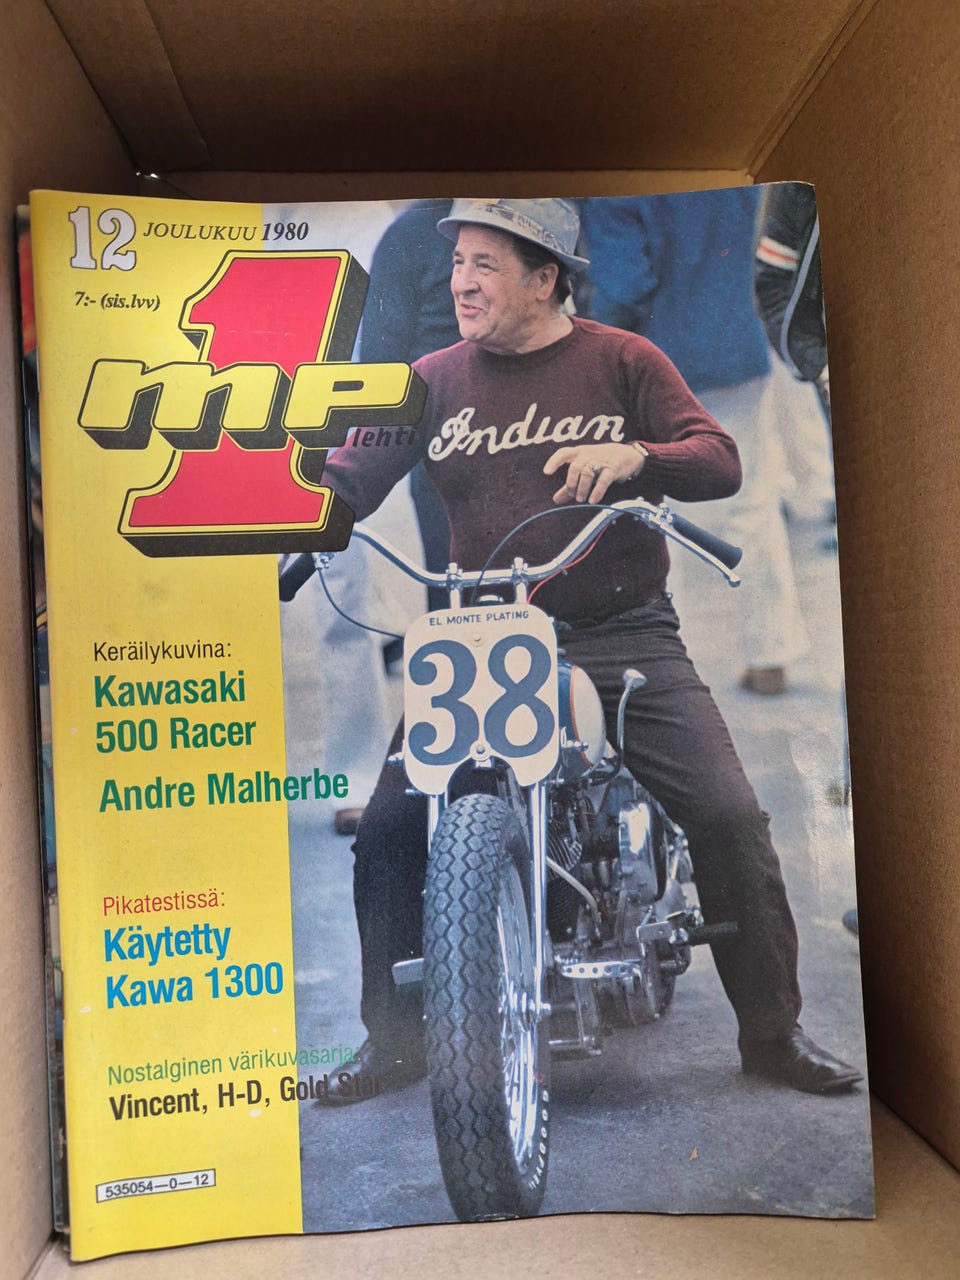 12 JOULUKUU 1980
7:- (sis.lvv)
1
mp
lehti
Indian
EL MONTE PLATING
38
Keräilykuvina:
Kawasaki
500 Racer
Andre Malherbe
Pikatestissä:
Käytetty
Kawa 1300
Nostalginen värikuvasarja:
Vincent, H-D, Gold Star
GOODYEAR
535054—0—12